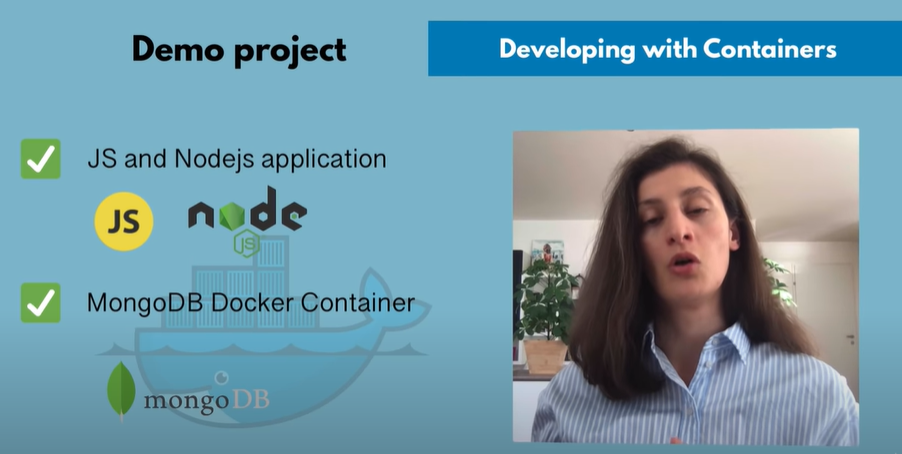 Demo project
Developing with Containers
JS and Nodejs application
JS
node
JS
MongoDB Docker Container
mongoDB